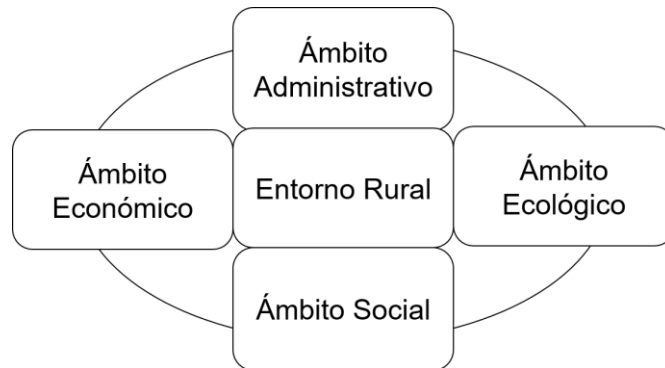 Ámbito
Administrativo
Ámbito
Económico
Entorno Rural
Ámbito
Ecológico
Ámbito Social